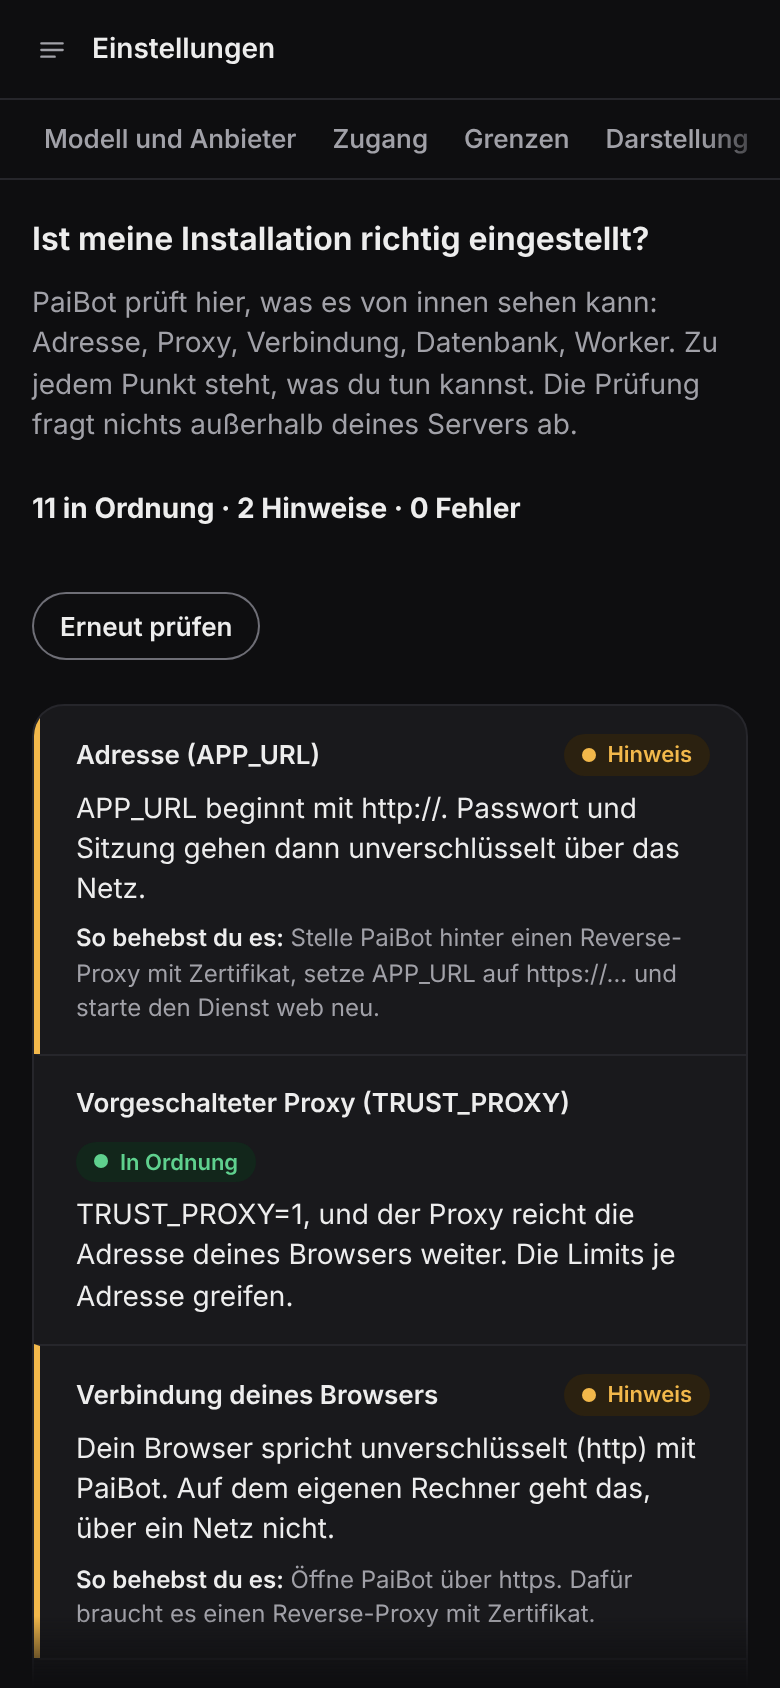 Einstellungen
Modell und Anbieter Zugang Grenzen Darstellung
Ist meine Installation richtig eingestellt?
PaiBot prüft hier, was es von innen sehen kann:
Adresse, Proxy, Verbindung, Datenbank, Worker. Zu
jedem Punkt steht, was du tun kannst. Die Prüfung
fragt nichts außerhalb deines Servers ab.
11 in Ordnung · 2 Hinweise · 0 Fehler
Erneut prüfen
Adresse (APP_URL) Hinweis
APP_URL beginnt mit http://. Passwort und
Sitzung gehen dann unverschlüsselt über das
Netz.
So behebst du es: Stelle PaiBot hinter einen Reverse-
Proxy mit Zertifikat, setze APP_URL auf https://… und
starte den Dienst web neu.
Vorgeschalteter Proxy (TRUST_PROXY)
In Ordnung
TRUST_PROXY=1, und der Proxy reicht die
Adresse deines Browsers weiter. Die Limits je
Adresse greifen.
Verbindung deines Browsers Hinweis
Dein Browser spricht unverschlüsselt (http) mit
PaiBot. Auf dem eigenen Rechner geht das,
über ein Netz nicht.
So behebst du es: Öffne PaiBot über https. Dafür
braucht es einen Reverse-Proxy mit Zertifikat.